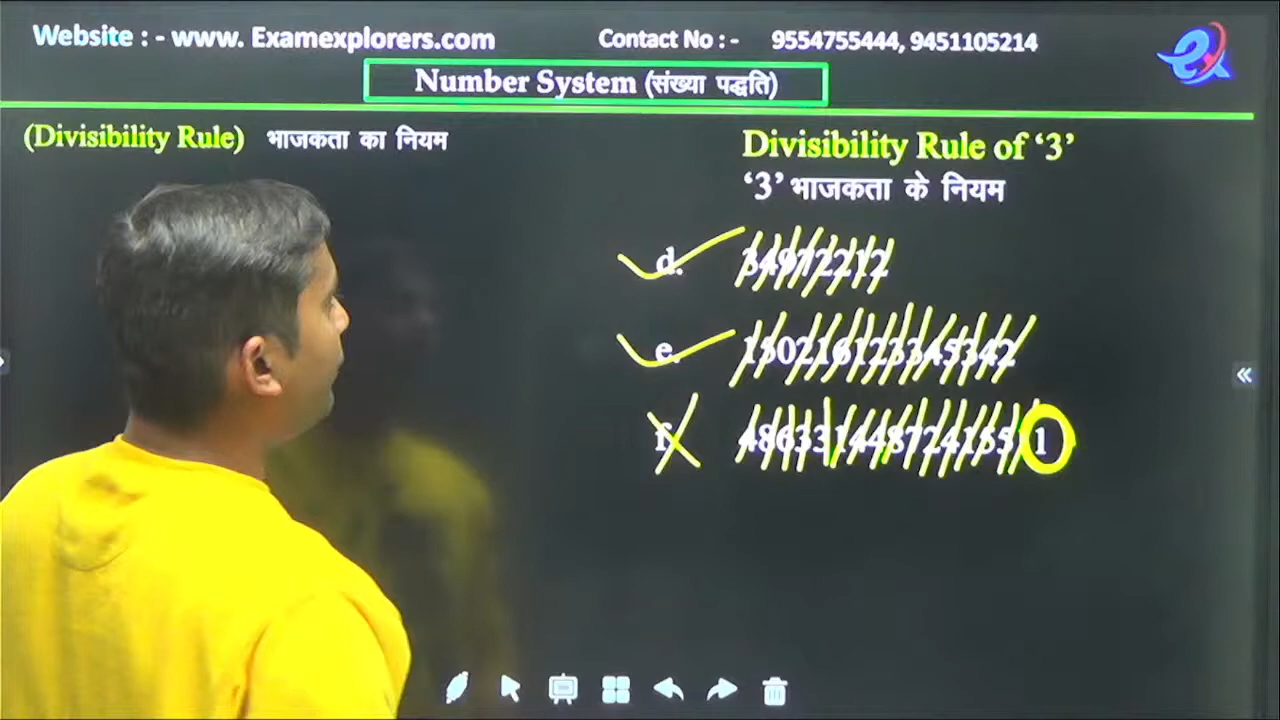 Website : - www. Examexplorers.com
Contact No : - 9554755444, 9451105214
Number System (संख्या पद्धति)
(Divisibility Rule) भाजकता का नियम
Divisibility Rule of ‘3’
‘3’ भाजकता के नियम
d. 34972212
e.
f. 1